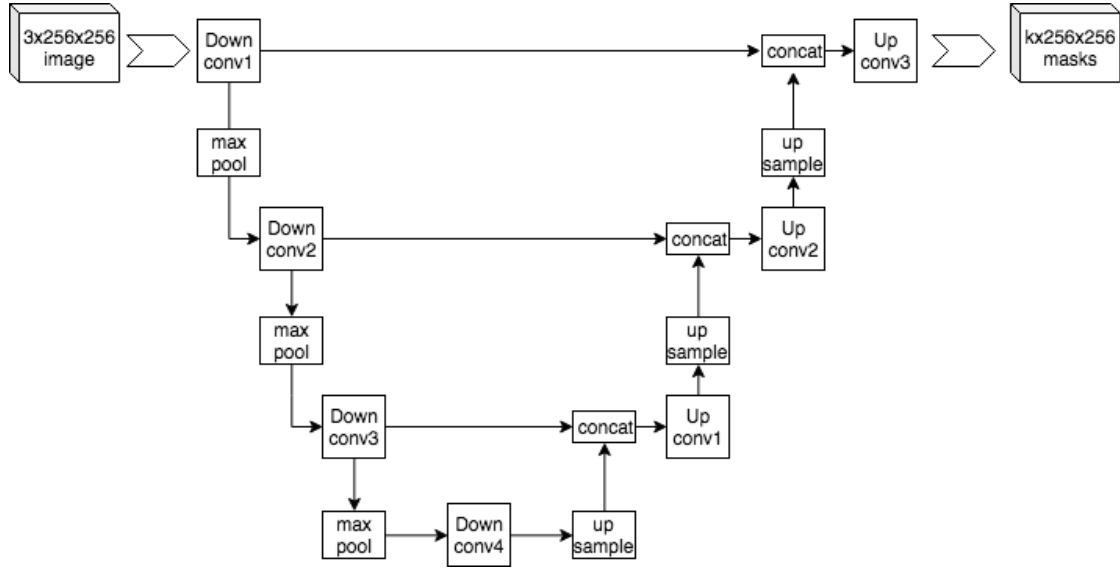 3x256x256
image
Down
conv1
concat
Up
conv3
kx256x256
masks
max
pool
up
sample
Down
conv2
concat
Up
conv2
max
pool
up
sample
Down
conv3
concat
Up
conv1
max
pool
Down
conv4
up
sample